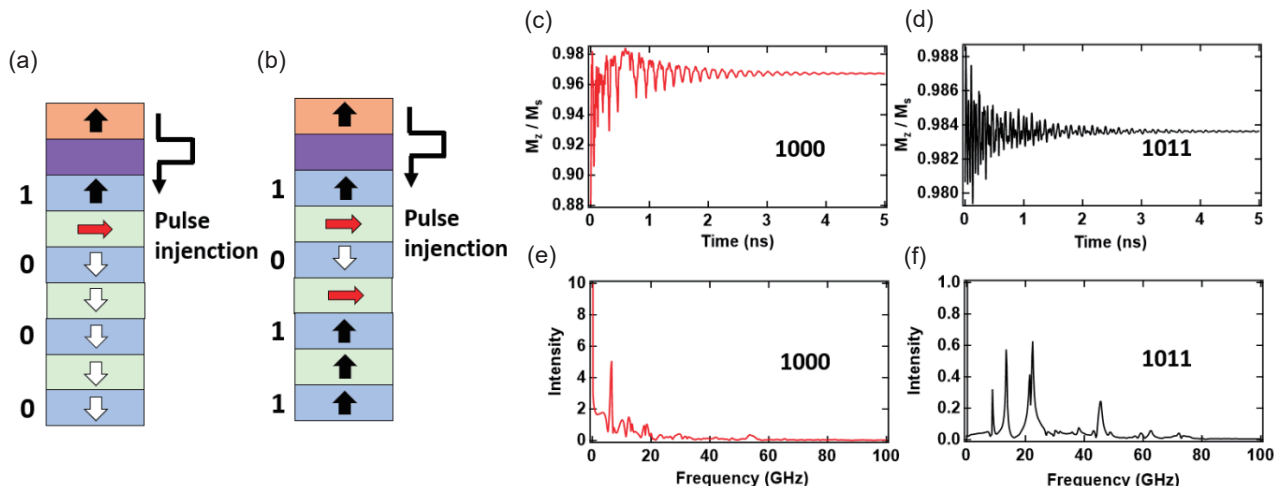 (a)
1
0
0
0
Pulse
injenction
(b)
1
0
1
1
Pulse
injenction
(c)
M_z / M_s
0.98
0.96
0.94
0.92
0.90
0.88
1000
0 1 2 3 4 5
Time (ns)
(d)
M_z / M_s
0.988
0.986
0.984
0.982
0.980
1011
0 1 2 3 4 5
Time (ns)
(e)
Intensity
10
8
6
4
2
0
1000
0 20 40 60 80 100
Frequency (GHz)
(f)
Intensity
1.0
0.8
0.6
0.4
0.2
0.0
1011
0 20 40 60 80 100
Frequency (GHz)